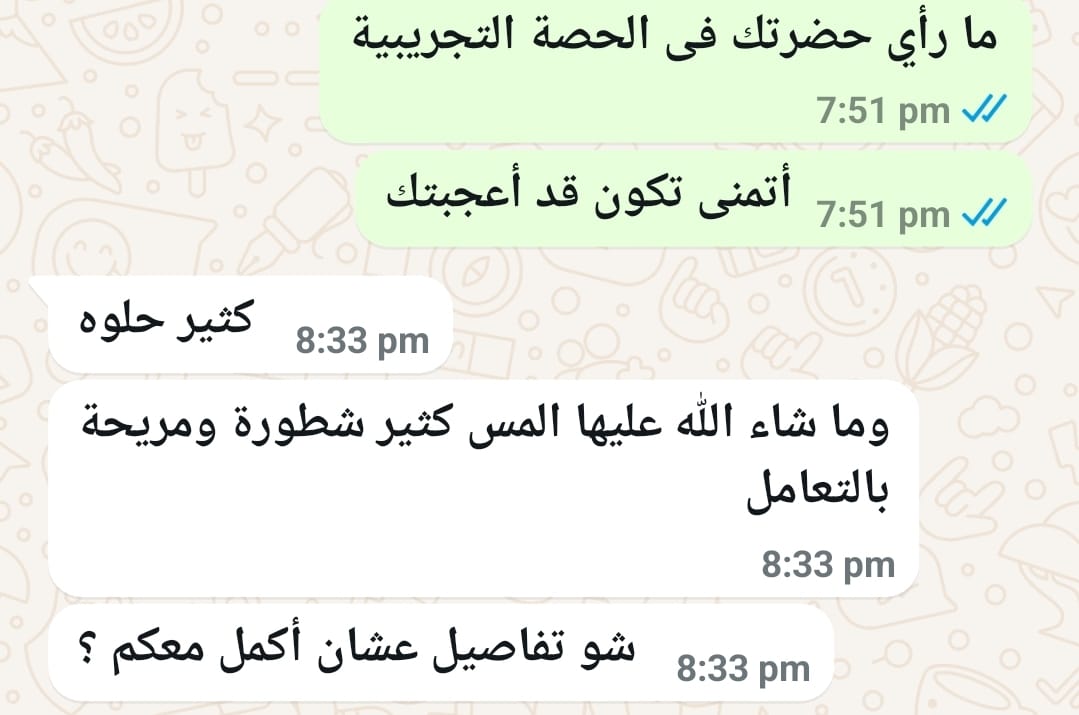 ما رأي حضرتك فى الحصة التجريبية
7:51 pm
أتمنى تكون قد أعجبتك
7:51 pm
كثير حلوه
8:33 pm
وما شاء الله عليها المس كثير شطورة ومريحة
بالتعامل
8:33 pm
شو تفاصيل عشان أكمل معكم ؟
8:33 pm